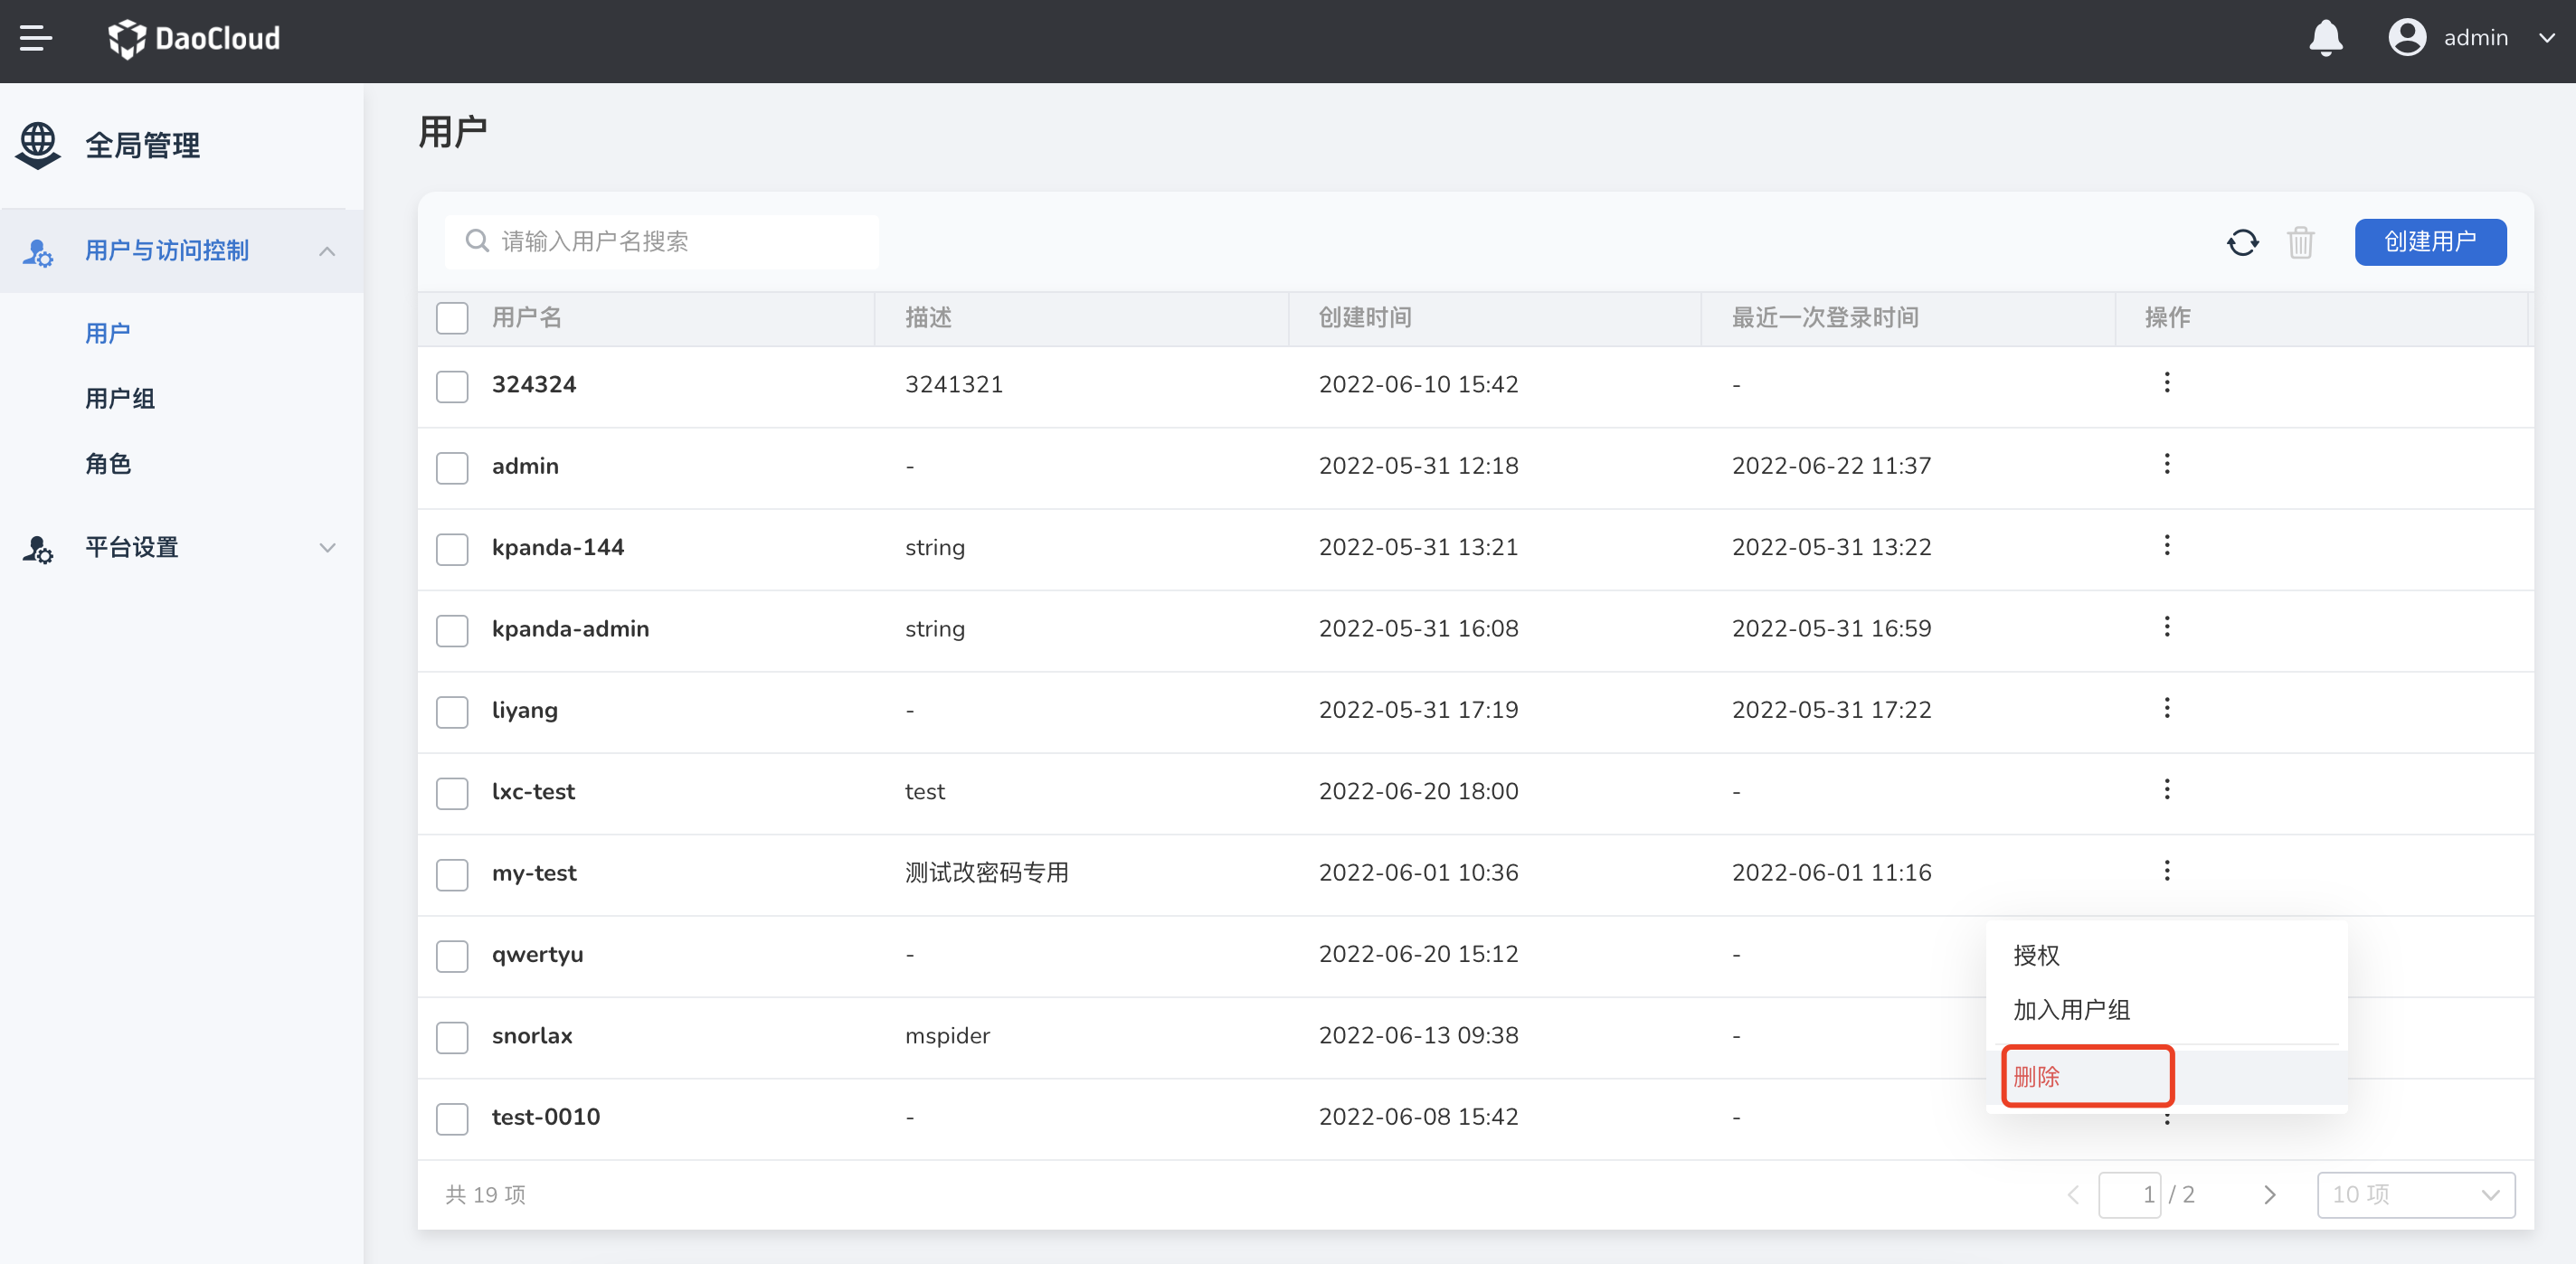 DaoCloud
admin
全局管理
用户与访问控制
用户
用户组
角色
平台设置
用户
请输入用户名搜索
创建用户
用户名 描述 创建时间 最近一次登录时间 操作
324324 3241321 2022-06-10 15:42 -
admin - 2022-05-31 12:18 2022-06-22 11:37
kpanda-144 string 2022-05-31 13:21 2022-05-31 13:22
kpanda-admin string 2022-05-31 16:08 2022-05-31 16:59
liyang - 2022-05-31 17:19 2022-05-31 17:22
lxc-test test 2022-06-20 18:00 -
my-test 测试改密码专用 2022-06-01 10:36 2022-06-01 11:16
qwertyu - 2022-06-20 15:12 -
snorlax mspider 2022-06-13 09:38 -
test-0010 - 2022-06-08 15:42 -
授权
加入用户组
删除
共 19 项
1 / 2
10 项